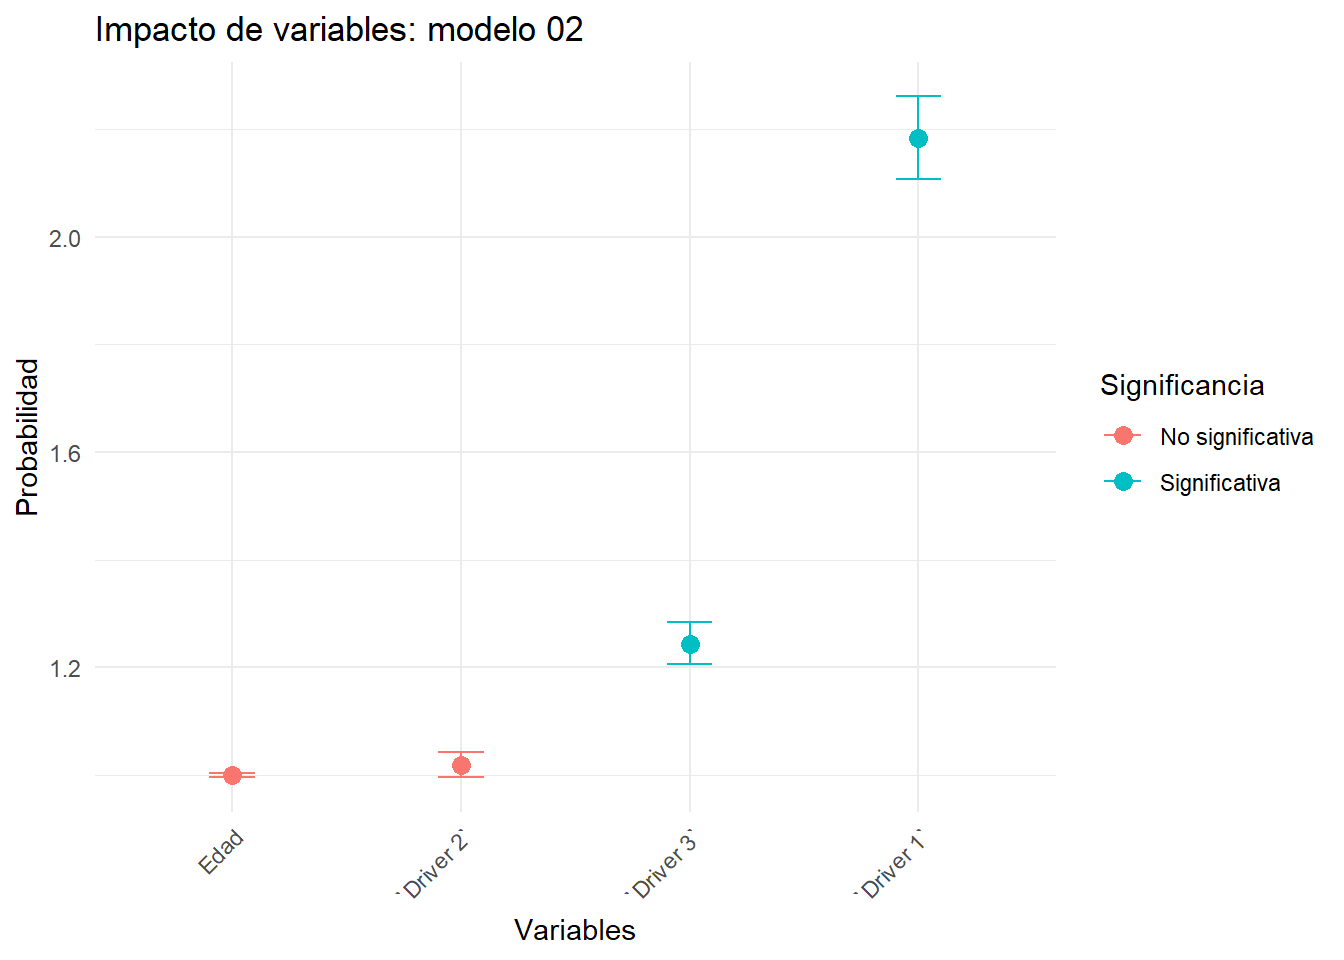 Impacto de variables: modelo 02
Probabilidad
2.0
1.6
1.2
Edad
`Driver 2`
`Driver 3`
`Driver 1`
Variables
Significancia
No significativa
Significativa